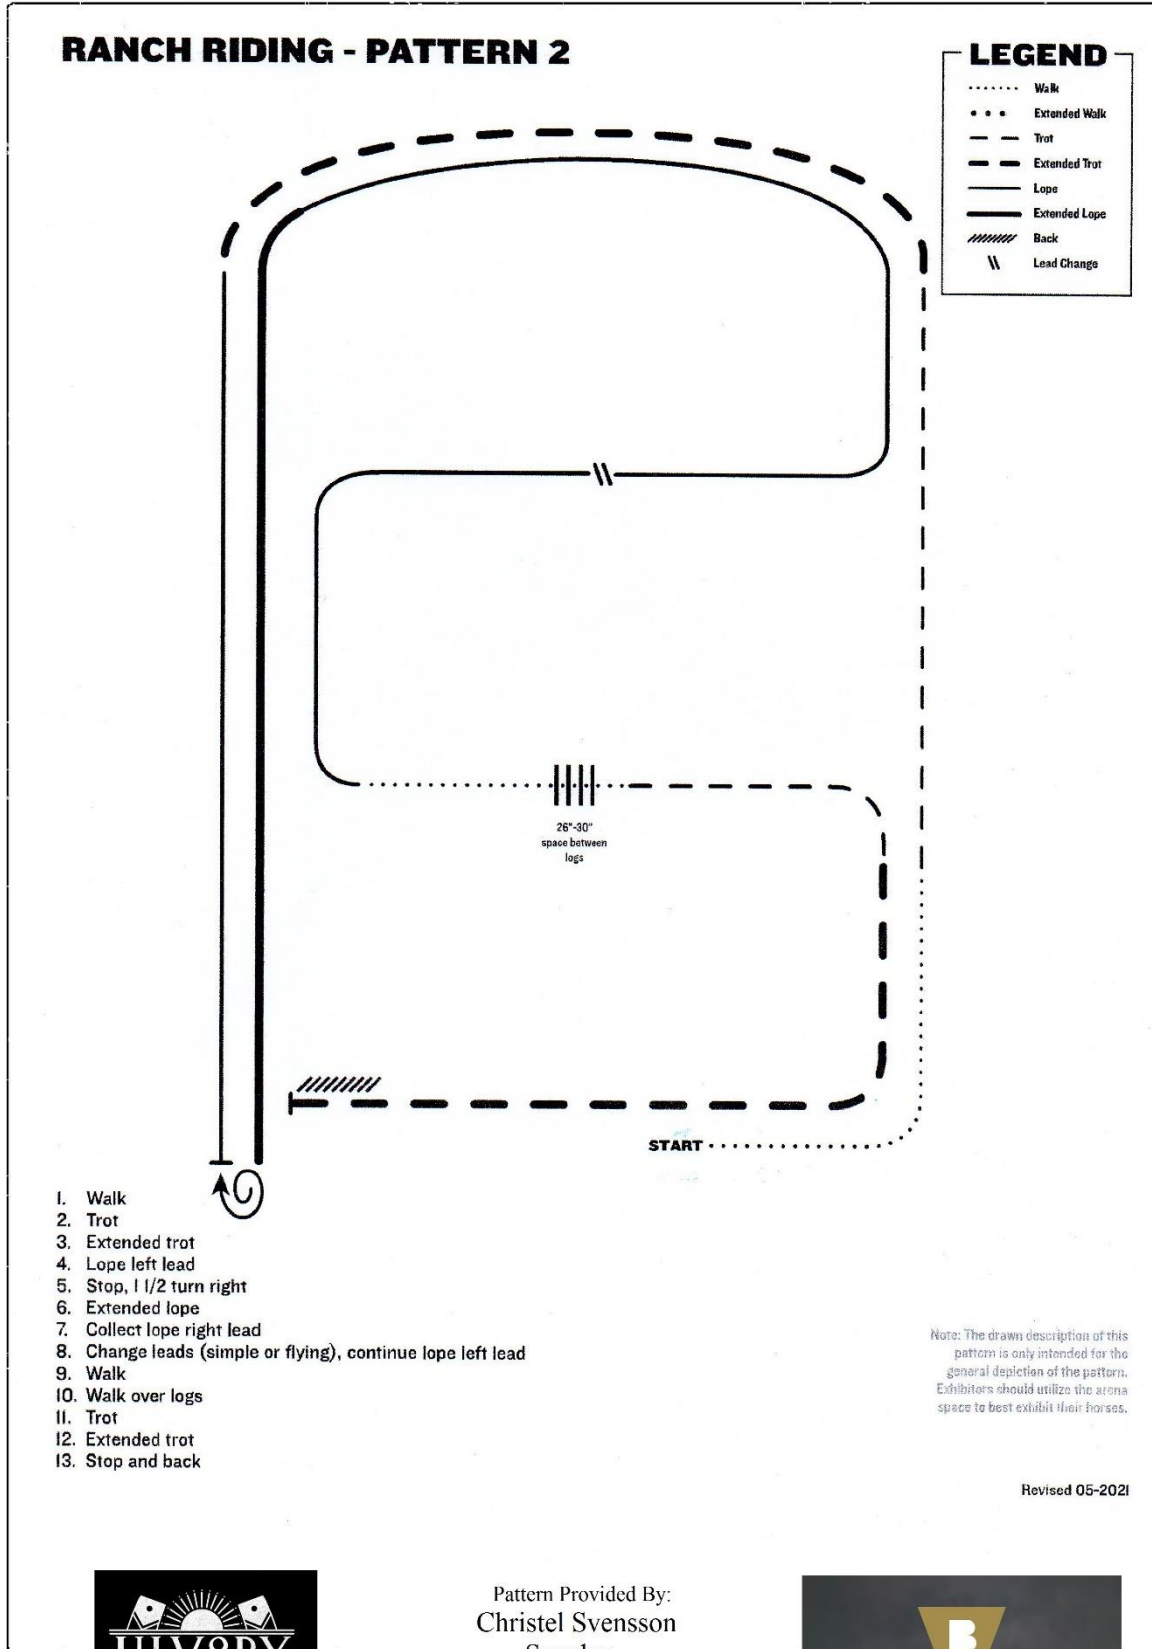 RANCH RIDING - PATTERN 2
LEGEND
Walk
Extended Walk
Trot
Extended Trot
Lope
Extended Lope
Back
Lead Change
26"-30"
space between
logs
START
1. Walk
2. Trot
3. Extended trot
4. Lope left lead
5. Stop, 1 1/2 turn right
6. Extended lope
7. Collect lope right lead
8. Change leads (simple or flying), continue lope left lead
9. Walk
10. Walk over logs
11. Trot
12. Extended trot
13. Stop and back
Note: The drawn description of this
pattern is only intended for the
general depiction of the pattern.
Exhibitors should utilize the arena
space to best exhibit their horses.
Revised 05-2021
Pattern Provided By:
Christel Svensson
B